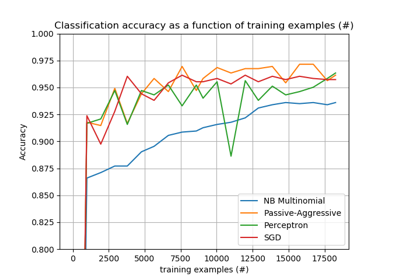 Classification accuracy as a function of training examples (#)
1.000
0.975
0.950
0.925
0.900
0.875
0.850
0.825
0.800
Accuracy
NB Multinomial
Passive-Aggressive
Perceptron
SGD
0 2500 5000 7500 10000 12500 15000 17500
training examples (#)